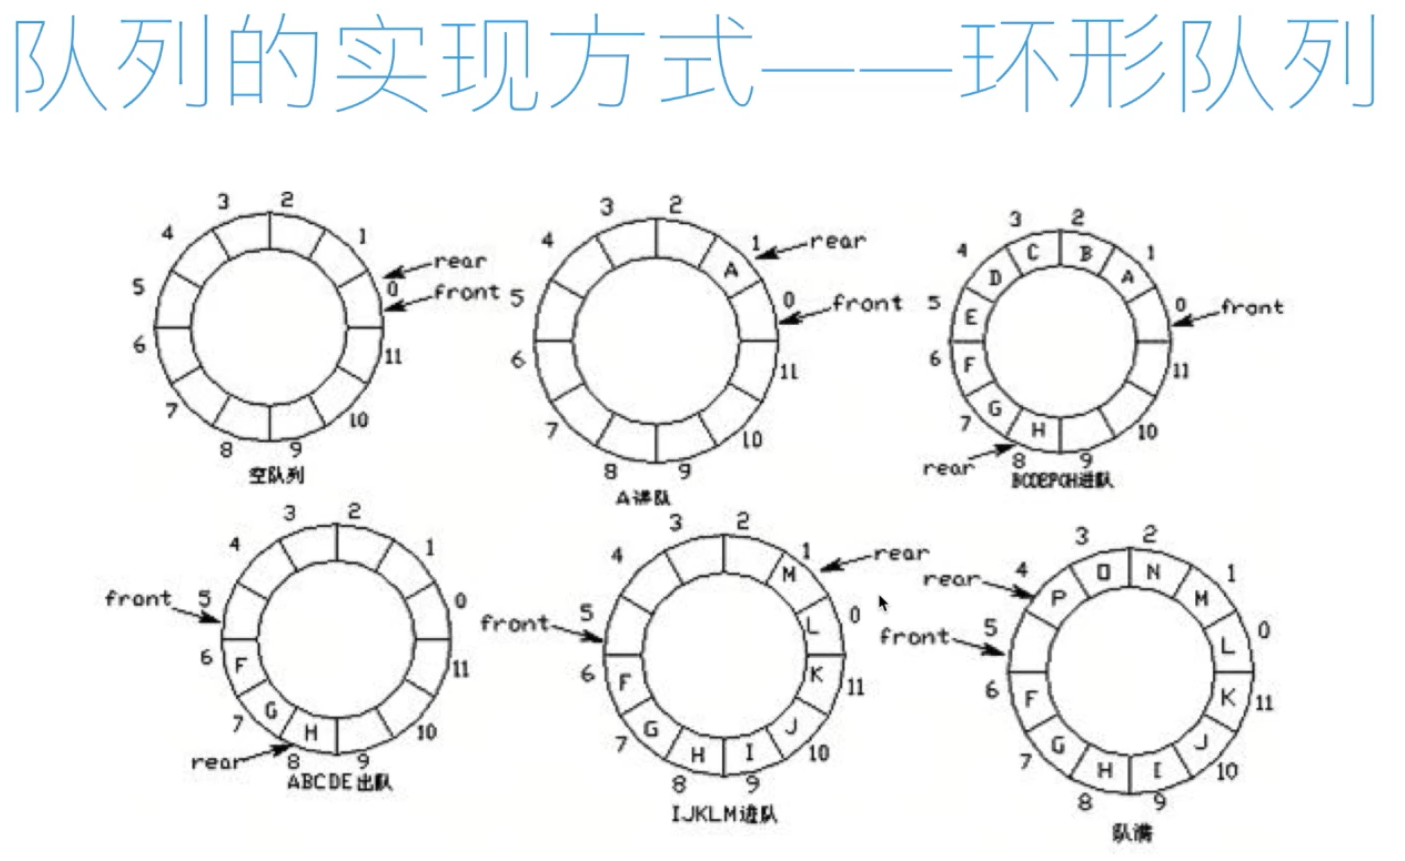 队列的实现方式——环形队列
3 2
4 1
rear
5 0
front
6 11
7 10
8 9
空队列
3 2
4 1
rear
A
5 0
front
6 11
7 10
8 9
A进队
3 2
4 C B 1
D A
5 0
front
E
6 F 11
7 G H 10
rear
8 9
BCDEFGH进队
3 2
4 1
front 5 0
6 F 11
7 G H 10
rear
8 9
ABCDE出队
3 2
4 1
rear
M
5 0
front
L
6 F K 11
7 G H I J 10
8 9
IJKLM进队
3 2
4 O N 1
rear
P M
5 0
front
L
6 F K 11
7 G H I J 10
8 9
队满